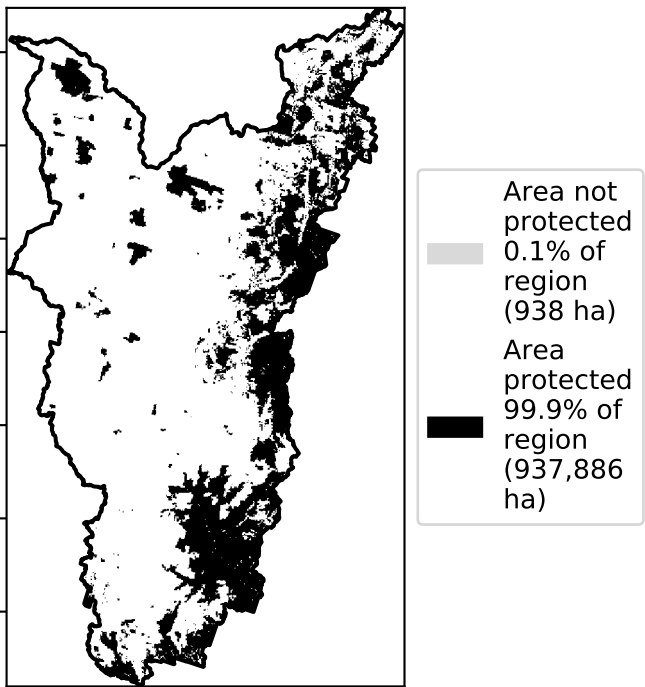 Area not
protected
0.1% of
region
(938 ha)
Area
protected
99.9% of
region
(937,886
ha)